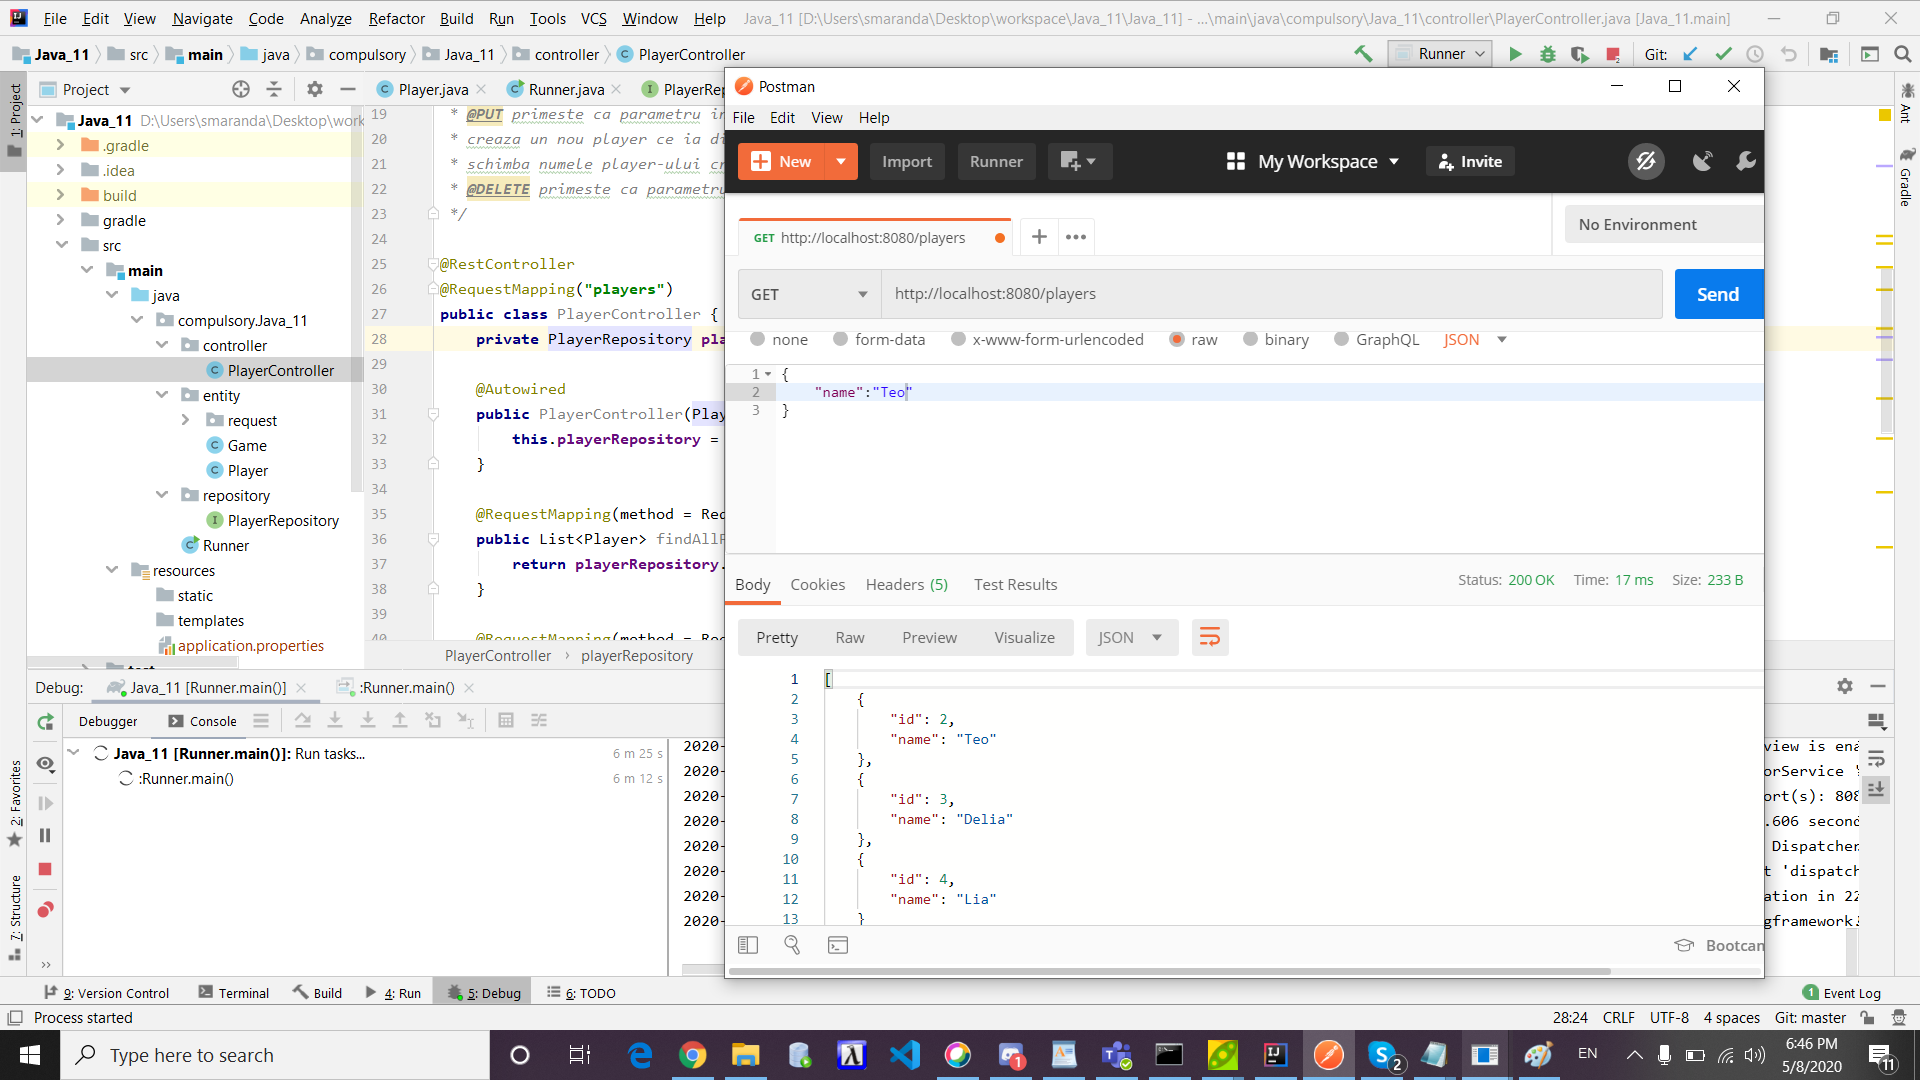 File Edit View Navigate Code Analyze Refactor Build Run Tools VCS Window Help Java_11 [D:\Users\smaranda\Desktop\workspace\Java_11\Java_11] - ...\main\java\compulsory\Java_11\controller\PlayerController.java [Java_11.main]
Java_11 src main java compulsory Java_11 controller PlayerController Runner Git:
1: Project
Project
Player.java Runner.java PlayerRep
Java_11 D:\Users\smaranda\Desktop\work
.gradle
.idea
build
gradle
src
main
java
compulsory.Java_11
controller
PlayerController
entity
request
Game
Player
repository
PlayerRepository
Runner
resources
static
templates
application.properties
19 * @PUT primeste ca parametru in
20 * creaza un nou player ce ia di
21 * schimba numele player-ului cr
22 * @DELETE primeste ca parametru
23 */
24
25 @RestController
26 @RequestMapping("players")
27 public class PlayerController {
28 private PlayerRepository pla
29
30 @Autowired
31 public PlayerController(Play
32 this.playerRepository =
33 }
34
35 @RequestMapping(method = Req
36 public List<Player> findAllP
37 return playerRepository.
38 }
39
40 @RequestMapping(method = Req
PlayerController › playerRepository
Postman
File Edit View Help
New Import Runner My Workspace Invite
GET http://localhost:8080/players
No Environment
GET http://localhost:8080/players Send
none form-data x-www-form-urlencoded raw binary GraphQL JSON
1 {
2 "name":"Teo"
3 }
Body Cookies Headers (5) Test Results Status: 200 OK Time: 17 ms Size: 233 B
Pretty Raw Preview Visualize JSON
1 [
2 {
3 "id": 2,
4 "name": "Teo"
5 },
6 {
7 "id": 3,
8 "name": "Delia"
9 },
10 {
11 "id": 4,
12 "name": "Lia"
13 }
Bootcam
Ant
Gradle
Debug: Java_11 [Runner.main()] :Runner.main()
Debugger Console
Java_11 [Runner.main()]: Run tasks... 6 m 25 s
:Runner.main() 6 m 12 s
2020-
2020-
2020-
2020-
2020-
2020-
2020-
2020-
view is ena
orService '
ort(s): 808
.606 second
Dispatcher
t 'dispatch
ation in 22
gframework.
2: Favorites
7: Structure
9: Version Control Terminal Build 4: Run 5: Debug 6: TODO 1 Event Log
Process started 28:24 CRLF UTF-8 4 spaces Git: master
Type here to search 1 2 EN 6:46 PM
5/8/2020 11